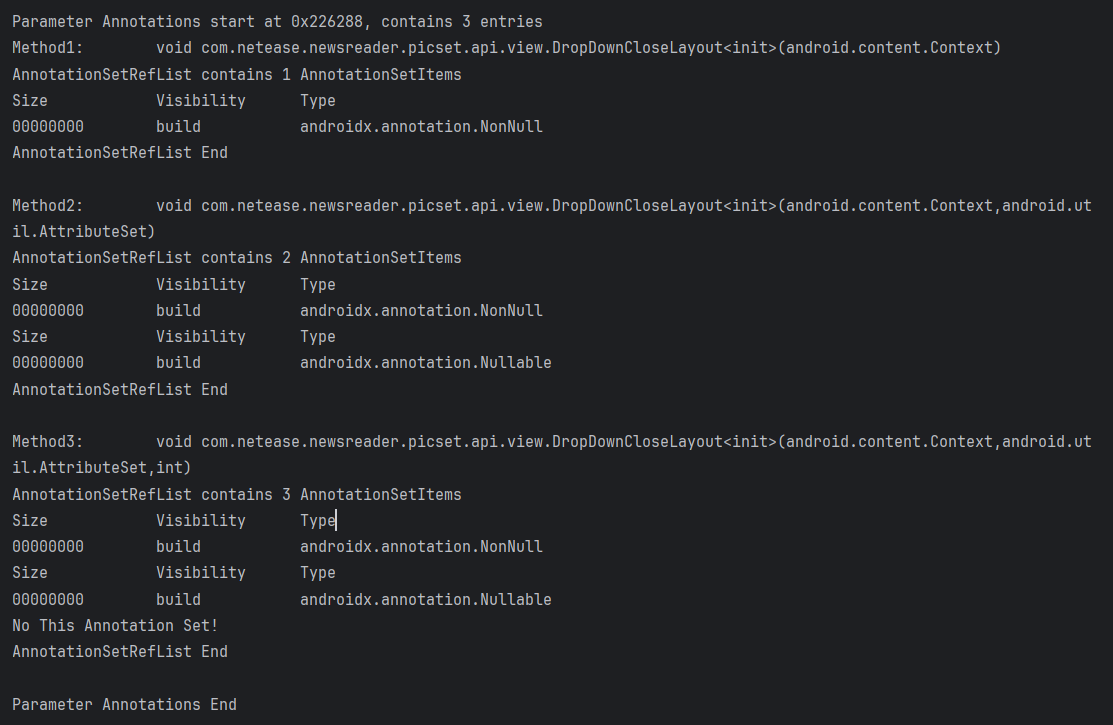 Parameter Annotations start at 0x226288, contains 3 entries
Method1:        void com.netease.newsreader.picset.api.view.DropDownCloseLayout<init>(android.content.Context)
AnnotationSetRefList contains 1 AnnotationSetItems
Size            Visibility      Type
00000000        build           androidx.annotation.NonNull
AnnotationSetRefList End

Method2:        void com.netease.newsreader.picset.api.view.DropDownCloseLayout<init>(android.content.Context,android.ut
il.AttributeSet)
AnnotationSetRefList contains 2 AnnotationSetItems
Size            Visibility      Type
00000000        build           androidx.annotation.NonNull
Size            Visibility      Type
00000000        build           androidx.annotation.Nullable
AnnotationSetRefList End

Method3:        void com.netease.newsreader.picset.api.view.DropDownCloseLayout<init>(android.content.Context,android.ut
il.AttributeSet,int)
AnnotationSetRefList contains 3 AnnotationSetItems
Size            Visibility      Type
00000000        build           androidx.annotation.NonNull
Size            Visibility      Type
00000000        build           androidx.annotation.Nullable
No This Annotation Set!
AnnotationSetRefList End

Parameter Annotations End